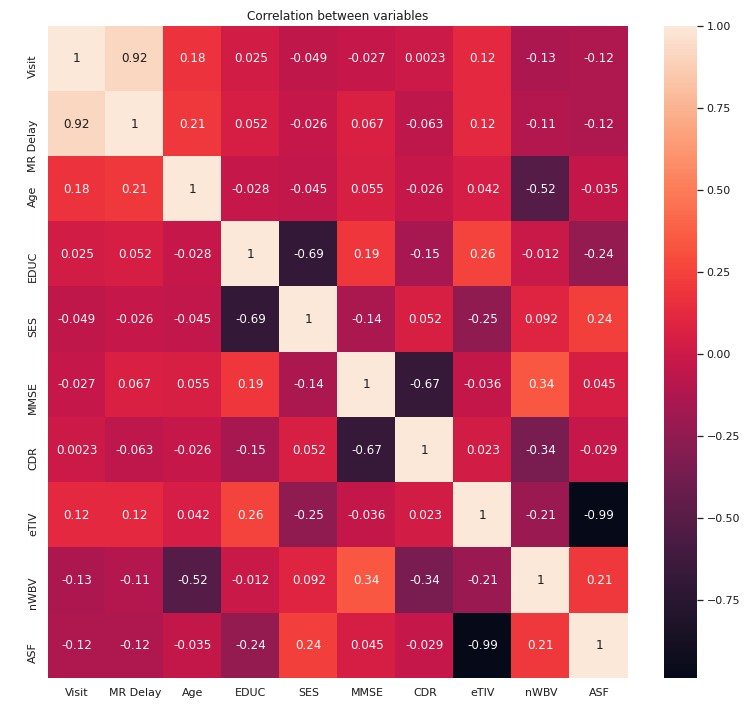 Correlation between variables
Visit 1 0.92 0.18 0.025 -0.049 -0.027 0.0023 0.12 -0.13 -0.12
MR Delay 0.92 1 0.21 0.052 -0.026 0.067 -0.063 0.12 -0.11 -0.12
Age 0.18 0.21 1 -0.028 -0.045 0.055 -0.026 0.042 -0.52 -0.035
EDUC 0.025 0.052 -0.028 1 -0.69 0.19 -0.15 0.26 -0.012 -0.24
SES -0.049 -0.026 -0.045 -0.69 1 -0.14 0.052 -0.25 0.092 0.24
MMSE -0.027 0.067 0.055 0.19 -0.14 1 -0.67 -0.036 0.34 0.045
CDR 0.0023 -0.063 -0.026 -0.15 0.052 -0.67 1 0.023 -0.34 -0.029
eTIV 0.12 0.12 0.042 0.26 -0.25 -0.036 0.023 1 -0.21 -0.99
nWBV -0.13 -0.11 -0.52 -0.012 0.092 0.34 -0.34 -0.21 1 0.21
ASF -0.12 -0.12 -0.035 -0.24 0.24 0.045 -0.029 -0.99 0.21 1
Visit MR Delay Age EDUC SES MMSE CDR eTIV nWBV ASF
1.00
0.75
0.50
0.25
0.00
−0.25
−0.50
−0.75